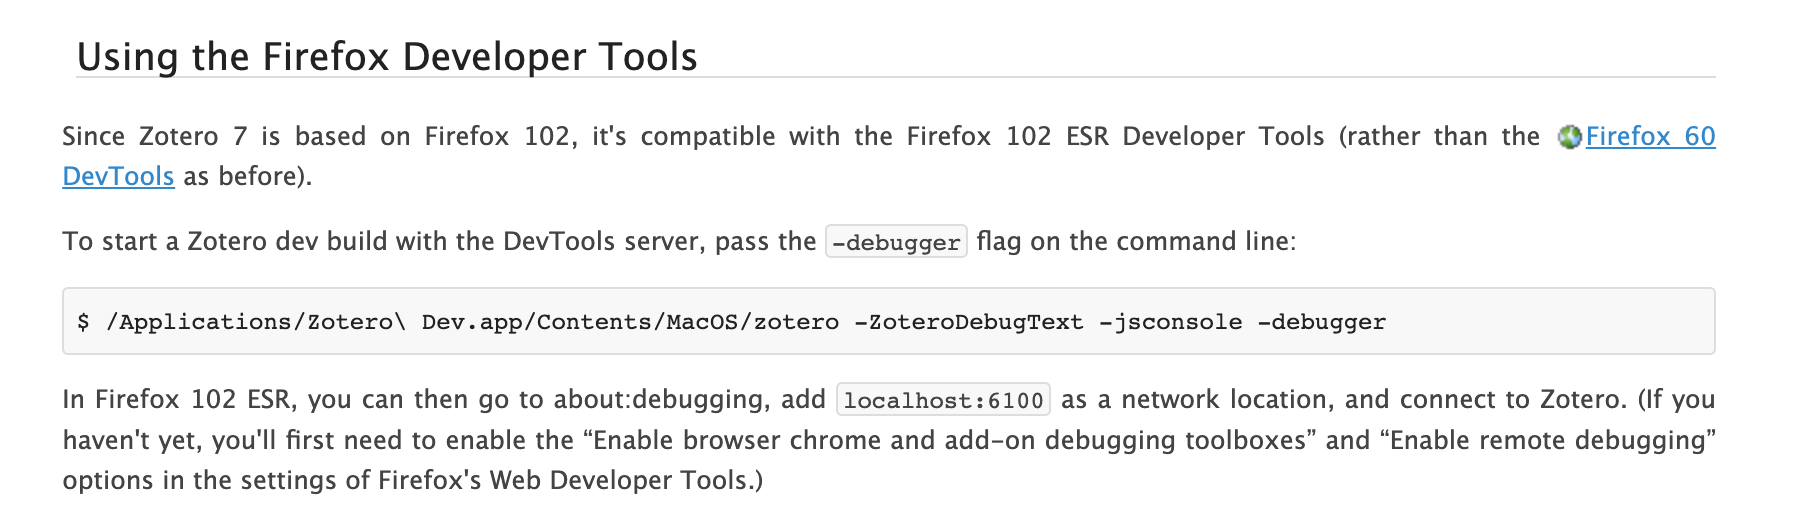 Using the Firefox Developer Tools
Since Zotero 7 is based on Firefox 102, it's compatible with the Firefox 102 ESR Developer Tools (rather than the Firefox 60
DevTools as before).
To start a Zotero dev build with the DevTools server, pass the -debugger flag on the command line:
$ /Applications/Zotero\ Dev.app/Contents/MacOS/zotero -ZoteroDebugText -jsconsole -debugger
In Firefox 102 ESR, you can then go to about:debugging, add localhost:6100 as a network location, and connect to Zotero. (If you
haven't yet, you'll first need to enable the “Enable browser chrome and add-on debugging toolboxes” and “Enable remote debugging”
options in the settings of Firefox's Web Developer Tools.)